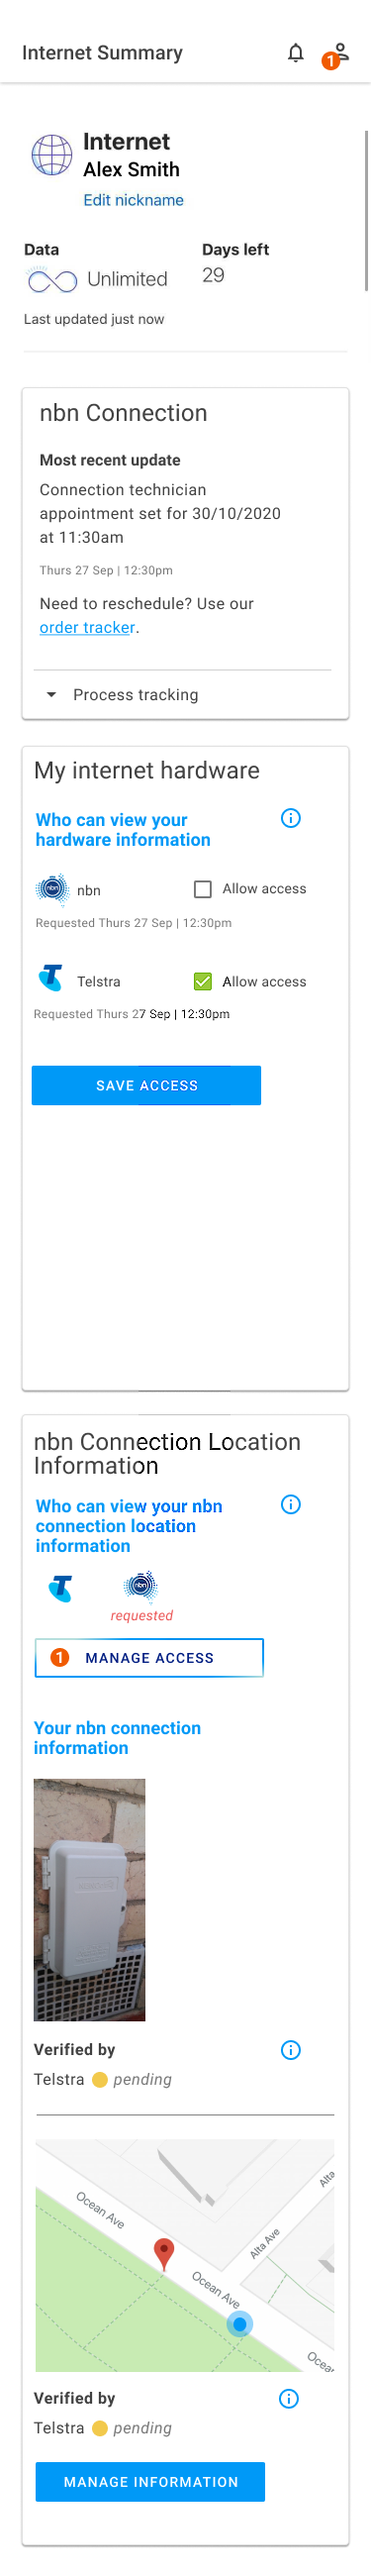 Internet Summary
1
Internet
Alex Smith
Edit nickname
Data
Days left
Unlimited
29
Last updated just now
nbn Connection
Most recent update
Connection technician
appointment set for 30/10/2020
at 11:30am
Thurs 27 Sep | 12:30pm
Need to reschedule? Use our
order tracker.
Process tracking
My internet hardware
Who can view your
hardware information
nbn
nbn
Allow access
Requested Thurs 27 Sep | 12:30pm
T
Telstra
Allow access
Requested Thurs 27 Sep | 12:30pm
SAVE ACCESS
nbn Connection Location
Information
Who can view your nbn
connection location
information
T
nbn
requested
1
MANAGE ACCESS
Your nbn connection
information
Verified by
Telstra
pending
Ocean Ave
Alta
Alta Ave
Ocean Ave
Ocea
Verified by
Telstra
pending
MANAGE INFORMATION